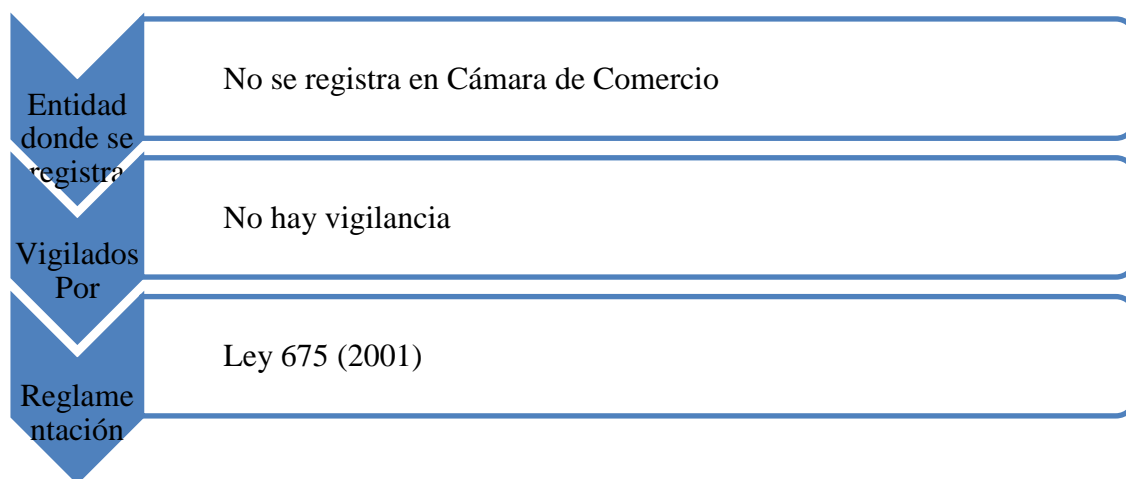 Entidad
donde se
registra
No se registra en Cámara de Comercio
Vigilados
Por
No hay vigilancia
Reglame
ntación
Ley 675 (2001)